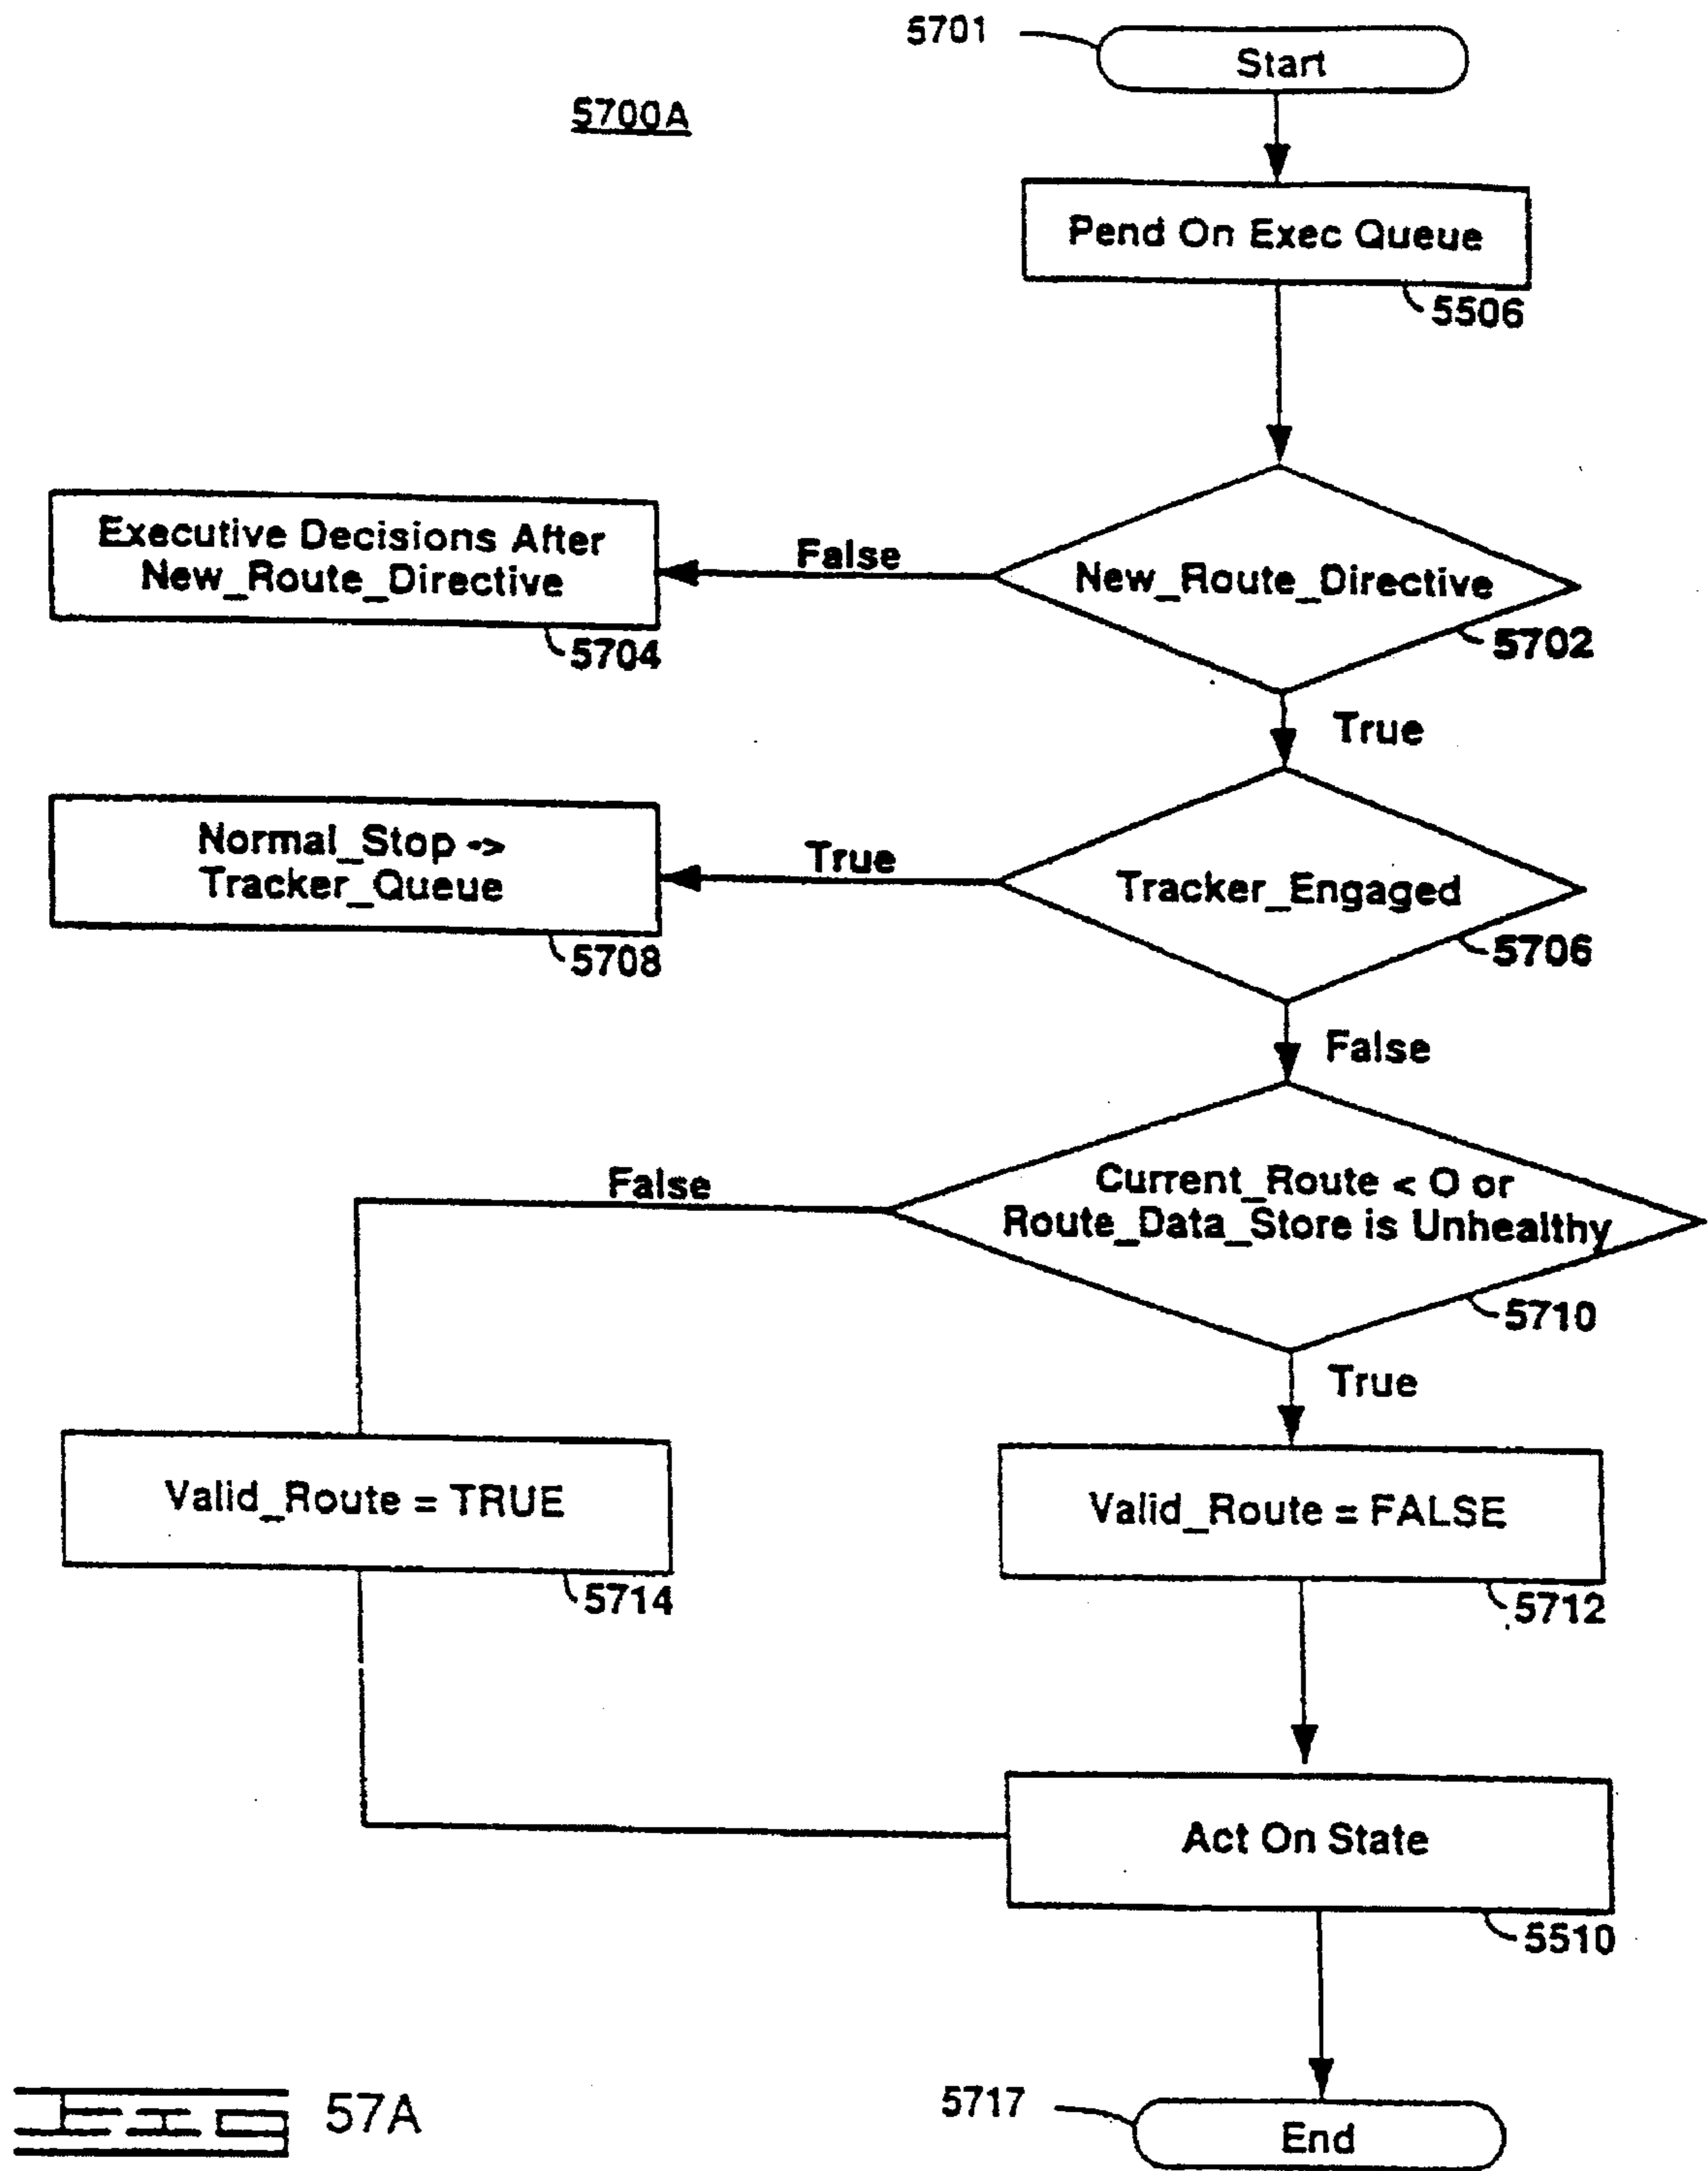 5701
Start
5700A
Pend On Exec Queue
5506
Executive Decisions After
New_Route_Directive
5704
False
New_Route_Directive
5702
True
Normal_Stop ->
Tracker_Queue
5708
True
Tracker_Engaged
5706
False
False
Current_Route < O or
Route_Data_Store is Unhealthy
5710
True
Valid_Route = TRUE
5714
Valid_Route = FALSE
5712
Act On State
5510
FIG 57A
5717
End